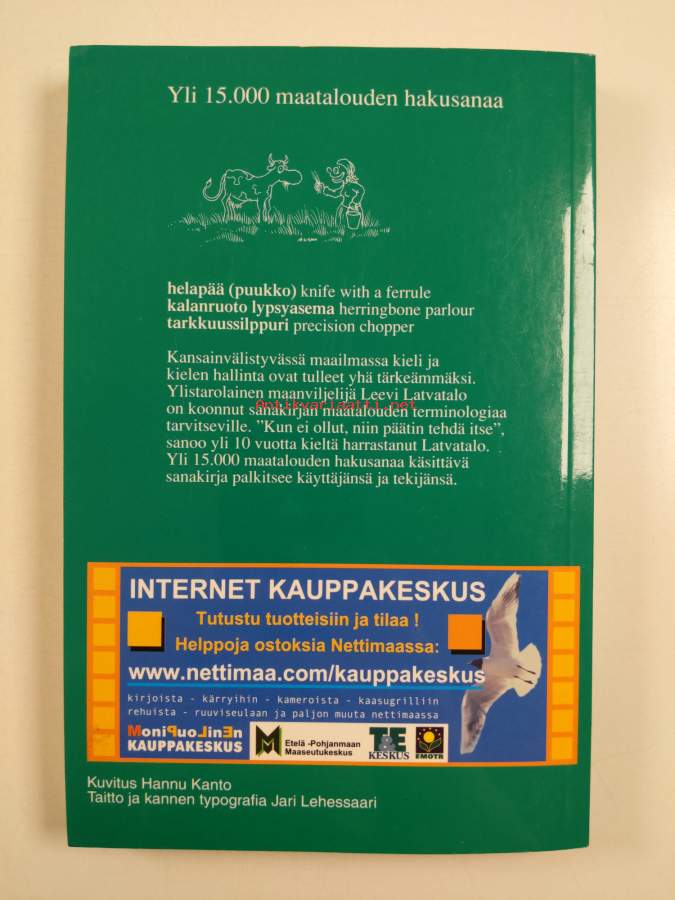 Yli 15.000 maatalouden hakusanaa
helapää (puukko) knife with a ferrule
kalanruoto lypsyasema herringbone parlour
tarkkuussilppuri precision chopper
Kansainvälistyvässä maailmassa kieli ja
kielen hallinta ovat tulleet yhä tärkeämmäksi.
Ylistarolainen maanviljelijä Leevi Latvatalo
antikvariaatti.net
on koonnut sanakirjan maatalouden terminologiaa
tarvitseville. ”Kun ei ollut, niin päätin tehdä itse”,
sanoo yli 10 vuotta kieltä harrastanut Latvatalo.
Yli 15.000 maatalouden hakusanaa käsittävä
sanakirja palkitsee käyttäjänsä ja tekijänsä.
INTERNET KAUPPAKESKUS
Tutustu tuotteisiin ja tilaa !
Helppoja ostoksia Nettimaassa:
www.nettimaa.com/kauppakeskus
kirjoista - kärryihin - kameroista - kaasugrilliin
rehuista - ruuviseulaan ja paljon muuta nettimaassa
MoniPuoLinEn
KAUPPAKESKUS
Etelä -Pohjanmaan
Maaseutukeskus
T&E
KESKUS
EMOTR
Kuvitus Hannu Kanto
Taitto ja kannen typografia Jari Lehessaari